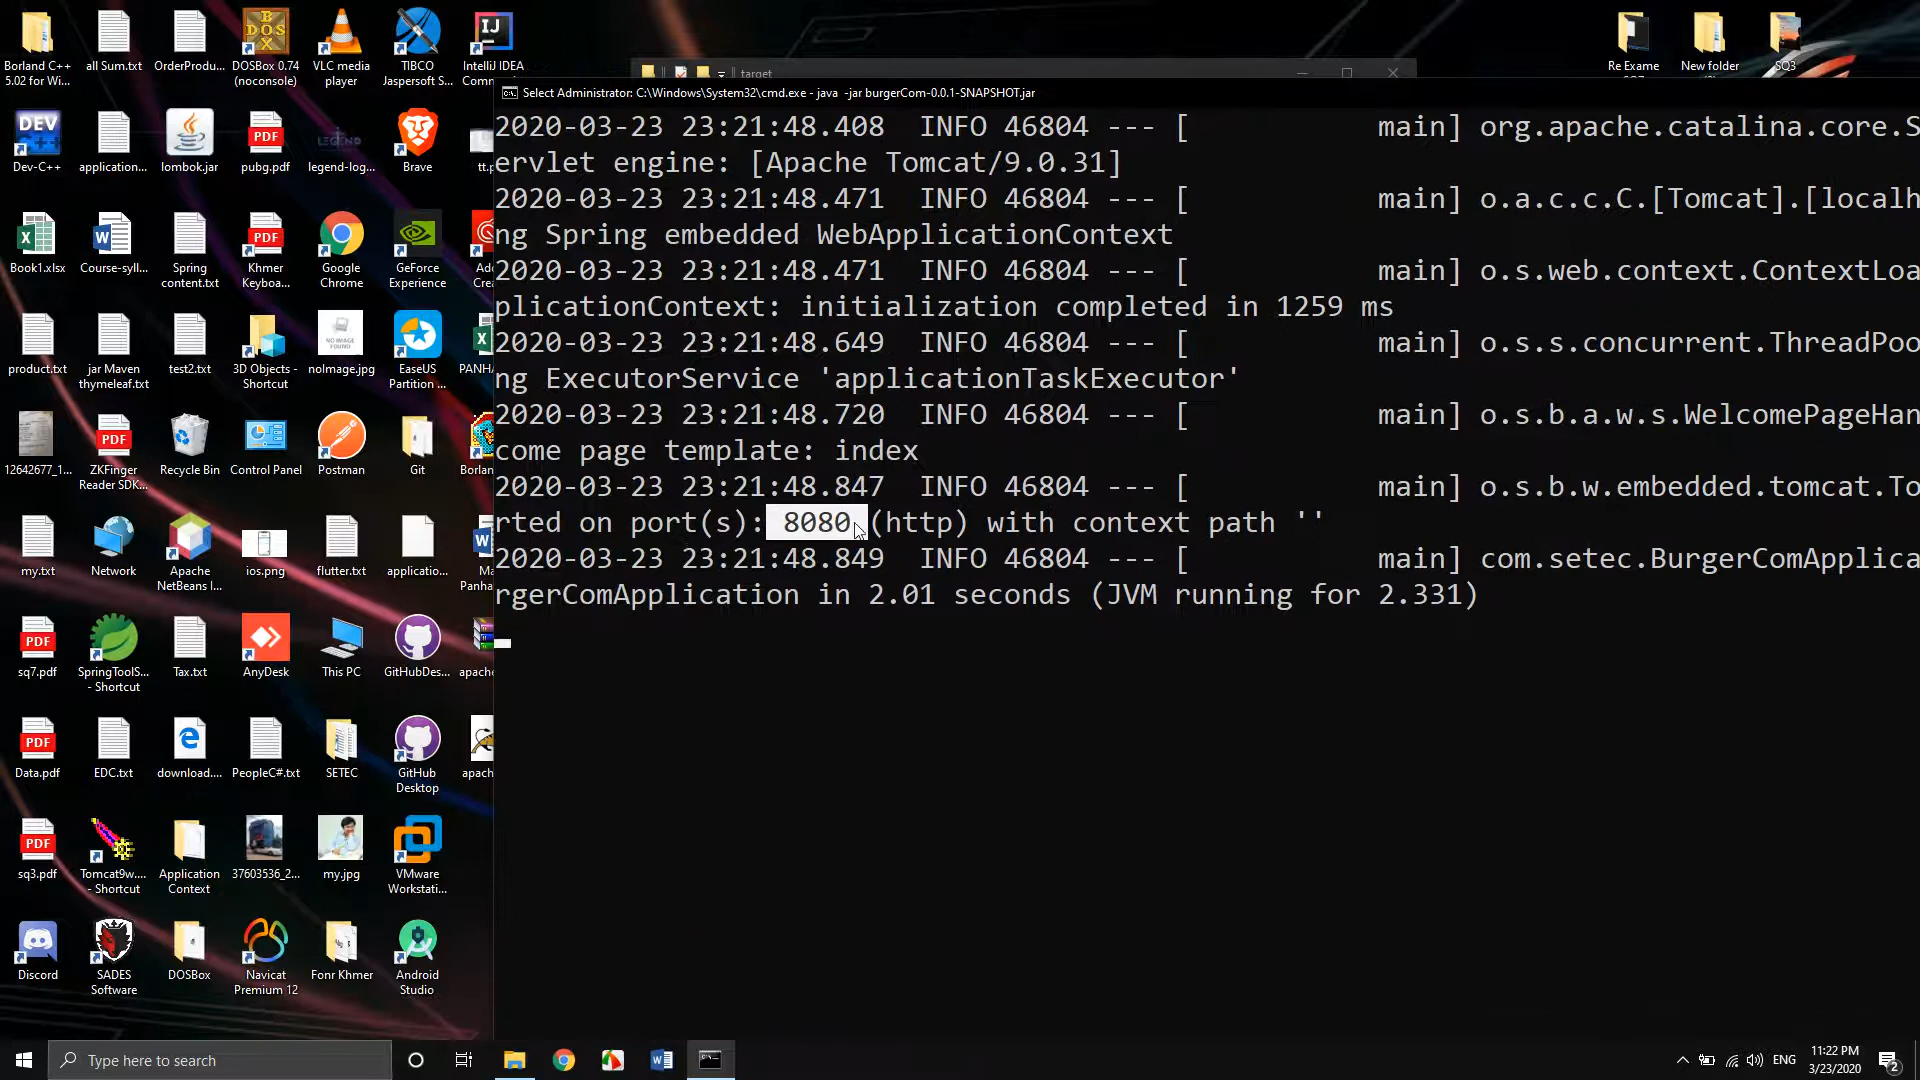 Borland C++
5.02 for Wi...
all Sum.txt
OrderProdu...
DOSBox 0.74
(noconsole)
VLC media
player
TIBCO
Jaspersoft S...
IntelliJ IDEA
Re Exame
New folder
SQ3
target
Select Administrator: C:\Windows\System32\cmd.exe - java  -jar burgerCom-0.0.1-SNAPSHOT.jar
2020-03-23 23:21:48.408  INFO 46804 --- [           main] org.apache.catalina.core.S
ervlet engine: [Apache Tomcat/9.0.31]
2020-03-23 23:21:48.471  INFO 46804 --- [           main] o.a.c.c.C.[Tomcat].[localh
ng Spring embedded WebApplicationContext
2020-03-23 23:21:48.471  INFO 46804 --- [           main] o.s.web.context.ContextLoa
plicationContext: initialization completed in 1259 ms
2020-03-23 23:21:48.649  INFO 46804 --- [           main] o.s.s.concurrent.ThreadPoo
ng ExecutorService 'applicationTaskExecutor'
2020-03-23 23:21:48.720  INFO 46804 --- [           main] o.s.b.a.w.s.WelcomePageHan
come page template: index
2020-03-23 23:21:48.847  INFO 46804 --- [           main] o.s.b.w.embedded.tomcat.To
rted on port(s): 8080 (http) with context path ''
2020-03-23 23:21:48.849  INFO 46804 --- [           main] com.setec.BurgerComApplica
rgerComApplication in 2.01 seconds (JVM running for 2.331)
Dev-C++
application...
lombok.jar
pubg.pdf
legend-log...
Brave
tt.p
Book1.xlsx
Course-syll...
Spring
content.txt
Khmer
Keyboa...
Google
Chrome
GeForce
Experience
Ado
Crea
product.txt
jar Maven
thymeleaf.txt
test2.txt
3D Objects -
Shortcut
noImage.jpg
EaseUS
Partition ...
PANHA
12642677_1...
ZKFinger
Reader SDK...
Recycle Bin
Control Panel
Postman
Git
Borlan
my.txt
Network
Apache
NetBeans I...
ios.png
flutter.txt
applicatio...
Ma
Panha
sq7.pdf
SpringToolS...
- Shortcut
Tax.txt
AnyDesk
This PC
GitHubDes...
apache
Data.pdf
EDC.txt
download....
PeopleC#.txt
SETEC
GitHub
Desktop
apach
sq3.pdf
Tomcat9w....
- Shortcut
Application
Context
37603536_2...
my.jpg
VMware
Workstati...
Discord
SADES
Software
DOSBox
Navicat
Premium 12
Fonr Khmer
Android
Studio
Type here to search
ENG
11:22 PM
3/23/2020
2